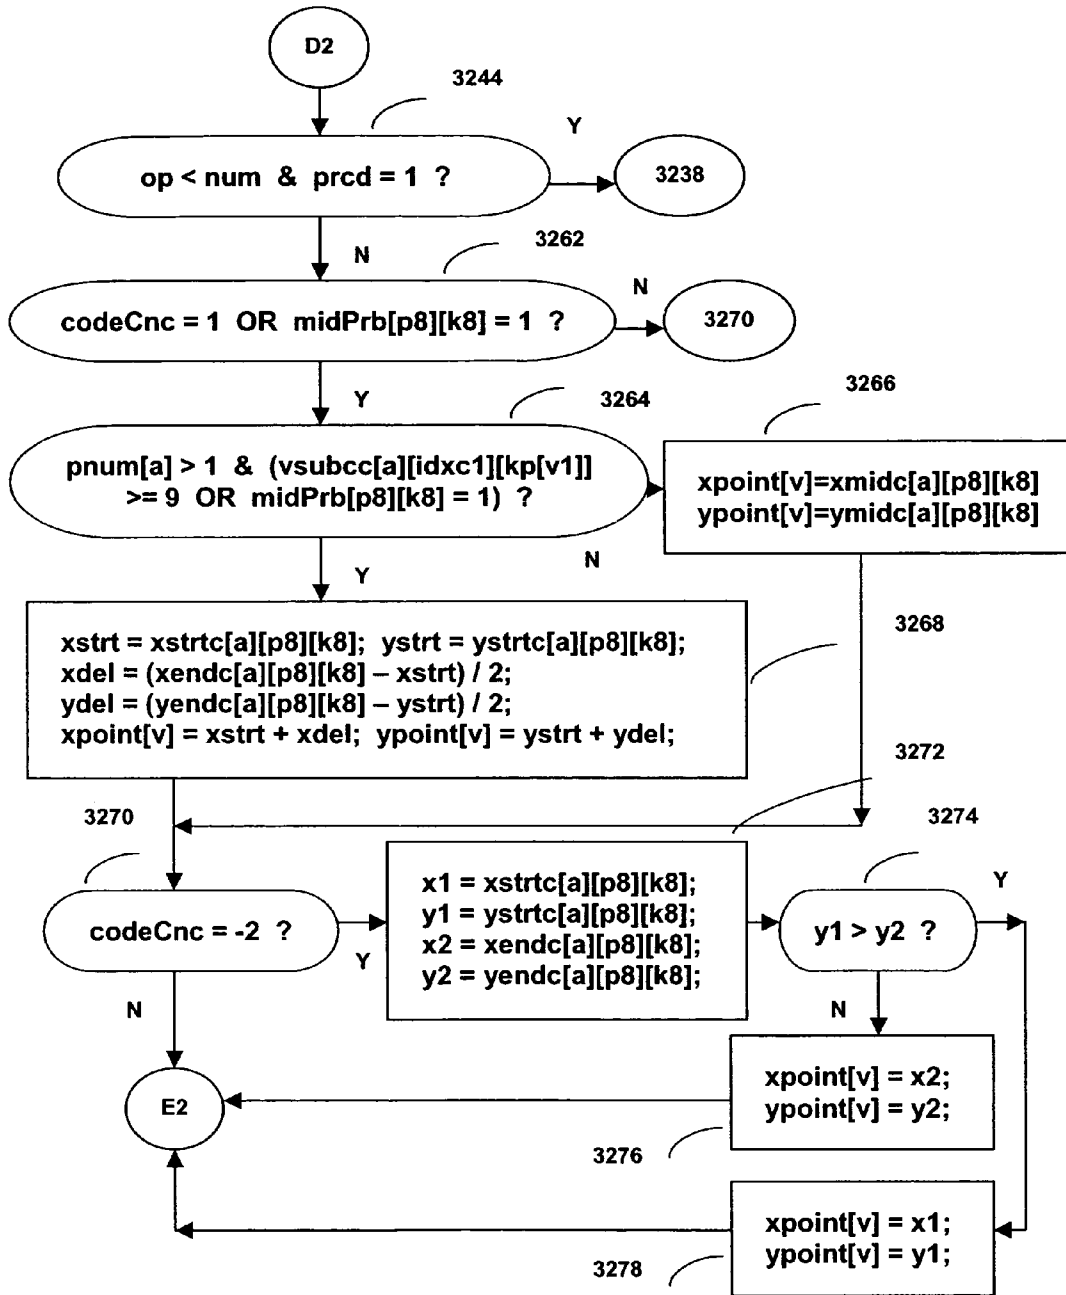 D2
3244
Y
op < num & prcd = 1 ?
3238
N
3262
N
codeCnc = 1 OR midPrb[p8][k8] = 1 ?
3270
Y
3264
3266
pnum[a] > 1 & (vsubcc[a][idxc1][kp[v1]]
>= 9 OR midPrb[p8][k8] = 1) ?
xpoint[v]=xmidc[a][p8][k8]
ypoint[v]=ymidc[a][p8][k8]
N
Y
3268
xstrt = xstrtc[a][p8][k8]; ystrt = ystrtc[a][p8][k8];
xdel = (xendc[a][p8][k8] – xstrt) / 2;
ydel = (yendc[a][p8][k8] – ystrt) / 2;
xpoint[v] = xstrt + xdel; ypoint[v] = ystrt + ydel;
3272
3270
3274
codeCnc = -2 ?
Y
x1 = xstrtc[a][p8][k8];
y1 = ystrtc[a][p8][k8];
x2 = xendc[a][p8][k8];
y2 = yendc[a][p8][k8];
Y
y1 > y2 ?
N
N
xpoint[v] = x2;
ypoint[v] = y2;
E2
3276
xpoint[v] = x1;
ypoint[v] = y1;
3278